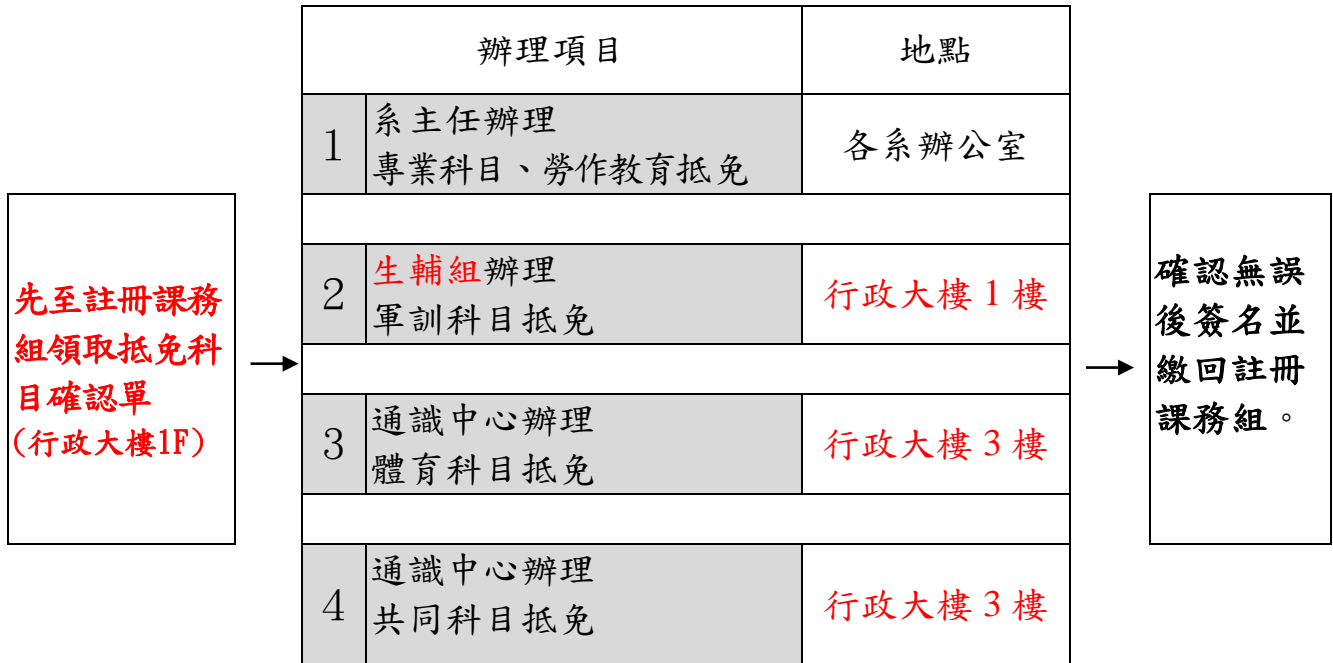 先至註冊課務
組領取抵免科
目確認單
(行政大樓1F)
辦理項目
地點
1
系主任辦理
專業科目、勞作教育抵免
各系辦公室
2
生輔組辦理
軍訓科目抵免
行政大樓 1 樓
3
通識中心辦理
體育科目抵免
行政大樓 3 樓
4
通識中心辦理
共同科目抵免
行政大樓 3 樓
確認無誤
後簽名並
繳回註冊
課務組。